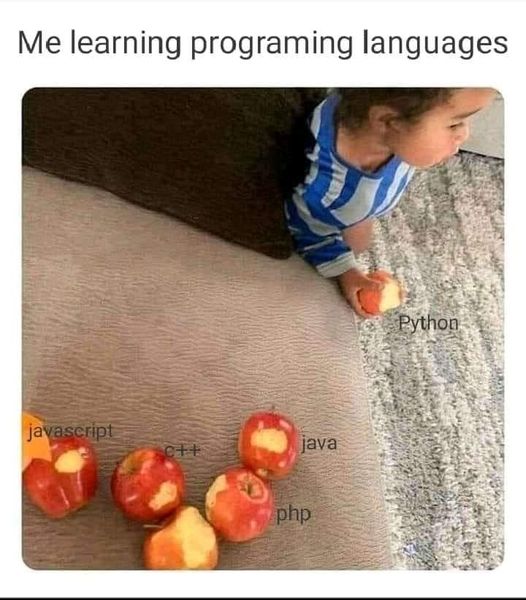 Me learning programing languages
Python
javascript
c++
java
php